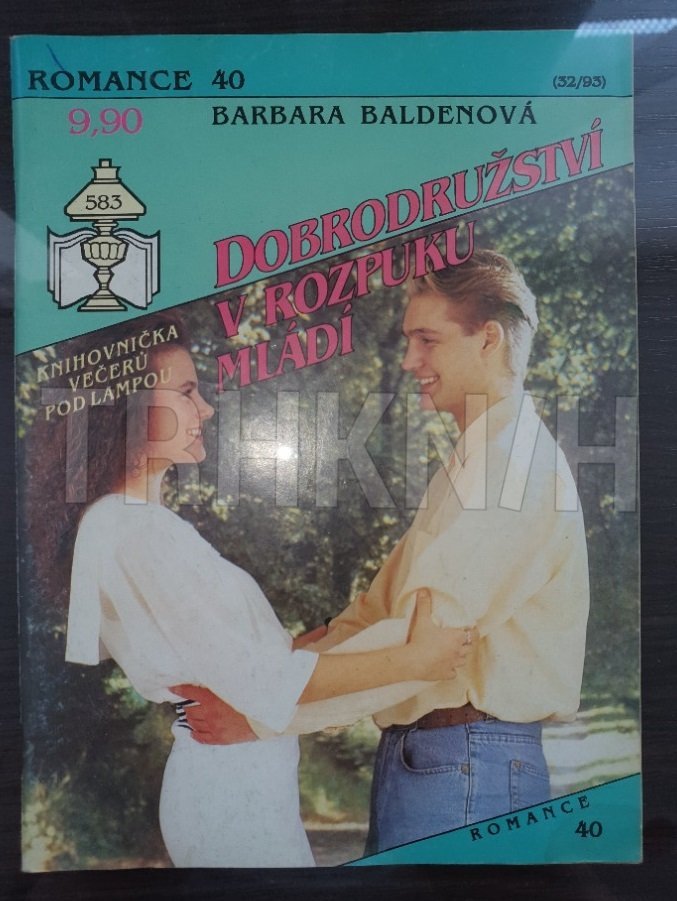 ROMANCE 40
(32/93)
9,90
BARBARA BALDENOVÁ
583
DOBRODRUŽSTVÍ
V ROZPUKU
MLÁDÍ
KNIHOVNIČKA
VEČERŮ
POD LAMPOU
TRHKNIH
ROMANCE
40